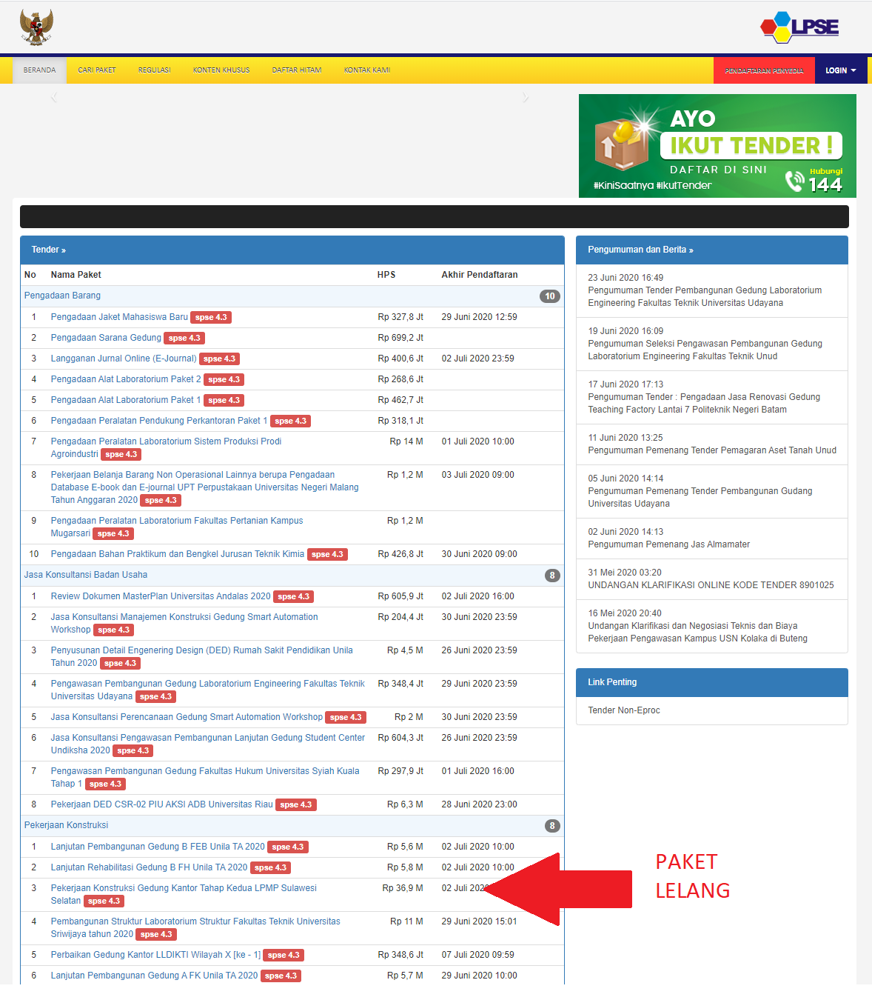 LPSE
BERANDA CARI PAKET REGULASI KONTEN KHUSUS DAFTAR HITAM KONTAK KAMI PENDAFTARAN PENYEDIA LOGIN
AYO
IKUT TENDER !
DAFTAR DI SINI
#KiniSaatnya #IkutTender
Hubungi
144
Tender »
No Nama Paket HPS Akhir Pendaftaran
Pengadaan Barang 10
1 Pengadaan Jaket Mahasiswa Baru spse 4.3 Rp 327,8 Jt 29 Juni 2020 12:59
2 Pengadaan Sarana Gedung spse 4.3 Rp 699,2 Jt
3 Langganan Jurnal Online (E-Journal) spse 4.3 Rp 400,6 Jt 02 Juli 2020 23:59
4 Pengadaan Alat Laboratorium Paket 2 spse 4.3 Rp 268,6 Jt
5 Pengadaan Alat Laboratorium Paket 1 spse 4.3 Rp 462,7 Jt
6 Pengadaan Peralatan Pendukung Perkantoran Paket 1 spse 4.3 Rp 318,1 Jt
7 Pengadaan Peralatan Laboratorium Sistem Produksi Prodi Rp 14 M 01 Juli 2020 10:00
Agroindustri spse 4.3
8 Pekerjaan Belanja Barang Non Operasional Lainnya berupa Pengadaan Rp 1,2 M 03 Juli 2020 09:00
Database E-book dan E-journal UPT Perpustakaan Universitas Negeri Malang
Tahun Anggaran 2020 spse 4.3
9 Pengadaan Peralatan Laboratorium Fakultas Pertanian Kampus Rp 1,2 M
Mugarsari spse 4.3
10 Pengadaan Bahan Praktikum dan Bengkel Jurusan Teknik Kimia spse 4.3 Rp 426,8 Jt 30 Juni 2020 09:00
Jasa Konsultansi Badan Usaha 8
1 Review Dokumen MasterPlan Universitas Andalas 2020 spse 4.3 Rp 605,9 Jt 02 Juli 2020 16:00
2 Jasa Konsultansi Manajemen Konstruksi Gedung Smart Automation Rp 204,4 Jt 30 Juni 2020 23:59
Workshop spse 4.3
3 Penyusunan Detail Engenering Design (DED) Rumah Sakit Pendidikan Unila Rp 4,5 M 26 Juni 2020 23:59
Tahun 2020 spse 4.3
4 Pengawasan Pembangunan Gedung Laboratorium Engineering Fakultas Teknik Rp 348,4 Jt 29 Juni 2020 23:59
Universitas Udayana spse 4.3
5 Jasa Konsultansi Perencanaan Gedung Smart Automation Workshop spse 4.3 Rp 2 M 30 Juni 2020 23:59
6 Jasa Konsultansi Pengawasan Pembangunan Lanjutan Gedung Student Center Rp 604,3 Jt 26 Juni 2020 23:59
Undiksha 2020 spse 4.3
7 Pengawasan Pembangunan Gedung Fakultas Hukum Universitas Syiah Kuala Rp 297,9 Jt 01 Juli 2020 16:00
Tahap 1 spse 4.3
8 Pekerjaan DED CSR-02 PIU AKSI ADB Universitas Riau spse 4.3 Rp 6,3 M 28 Juni 2020 23:00
Pekerjaan Konstruksi 8
1 Lanjutan Pembangunan Gedung B FEB Unila TA 2020 spse 4.3 Rp 5,6 M 02 Juli 2020 10:00
2 Lanjutan Rehabilitasi Gedung B FH Unila TA 2020 spse 4.3 Rp 5,8 M 02 Juli 2020 10:00
3 Pekerjaan Konstruksi Gedung Kantor Tahap Kedua LPMP Sulawesi Rp 36,9 M 02 Juli
Selatan spse 4.3
4 Pembangunan Struktur Laboratorium Struktur Fakultas Teknik Universitas Rp 11 M 29 Juni 2020 15:01
Sriwijaya tahun 2020 spse 4.3
5 Perbaikan Gedung Kantor LLDIKTI Wilayah X [ke - 1] spse 4.3 Rp 348,6 Jt 07 Juli 2020 09:59
6 Lanjutan Pembangunan Gedung A FK Unila TA 2020 spse 4.3 Rp 5,7 M 29 Juni 2020 10:00
Pengumuman dan Berita »
23 Juni 2020 16:49
Pengumuman Tender Pembangunan Gedung Laboratorium
Engineering Fakultas Teknik Universitas Udayana
19 Juni 2020 16:09
Pengumuman Seleksi Pengawasan Pembangunan Gedung
Laboratorium Engineering Fakultas Teknik Unud
17 Juni 2020 17:13
Pengumuman Tender : Pengadaan Jasa Renovasi Gedung
Teaching Factory Lantai 7 Politeknik Negeri Batam
11 Juni 2020 13:25
Pengumuman Pemenang Tender Pemagaran Aset Tanah Unud
05 Juni 2020 14:14
Pengumuman Pemenang Tender Pembangunan Gudang
Universitas Udayana
02 Juni 2020 14:13
Pengumuman Pemenang Jas Almamater
31 Mei 2020 03:20
UNDANGAN KLARIFIKASI ONLINE KODE TENDER 8901025
16 Mei 2020 20:40
Undangan Klarifikasi dan Negosiasi Teknis dan Biaya
Pekerjaan Pengawasan Kampus USN Kolaka di Buteng
Link Penting
Tender Non-Eproc
PAKET
LELANG